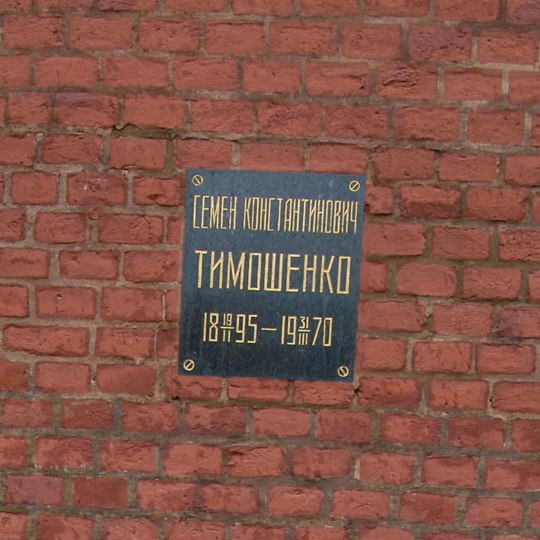 СЕМЕН КОНСТАНТИНОВИЧ
ТИМОШЕНКО
18 19/II 95 — 19 31/III 70